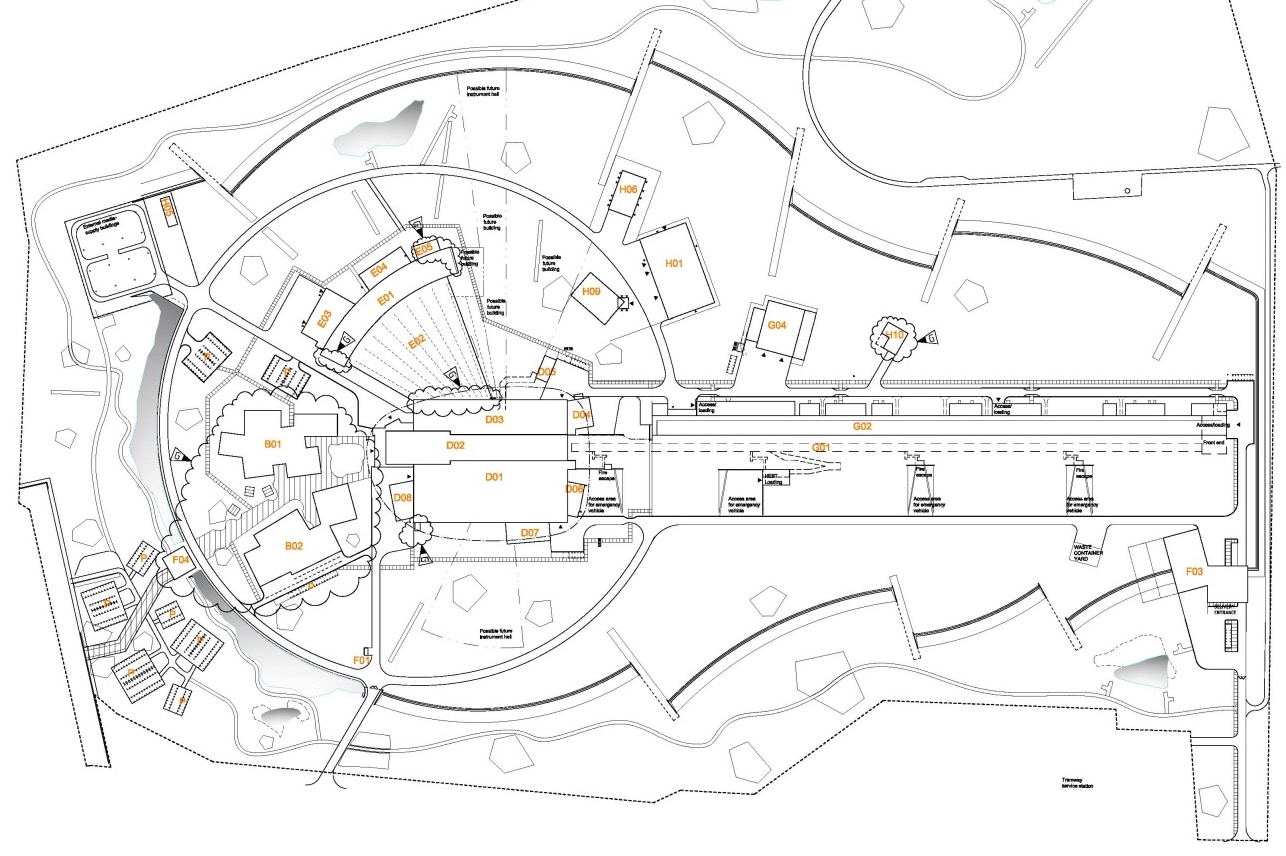 Possible future
instrument hall
External media-
supply buildings
H05
H06
Possible
future
building
E05
Possible
future
building
Possible
future
building
E04
H01
E01
H09
Possible
future
building
E03
G04
H10
E02
P
P
D05
Access/
loading
Access/
loading
D03
D04
G02
Access/loading
B01
D02
G01
Front end
D01
Fire
escape
HEBT
Loading
Fire
escape
Fire
escape
D08
D06
Access area
for emergency
vehicle
Access area
for emergency
vehicle
Access area
for emergency
vehicle
Access area
for emergency
vehicle
D07
B02
P
F04
WASTE
CONTAINER
YARD
F03
P
P
DELIVERY
ENTRANCE
P
P
Possible future
instrument hall
F01
P
P
Tramway
service station